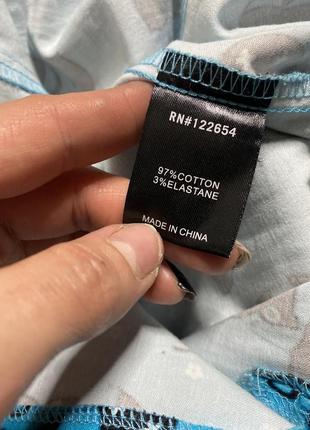 RN#122654
97%COTTON
3%ELASTANE
MADE IN CHINA